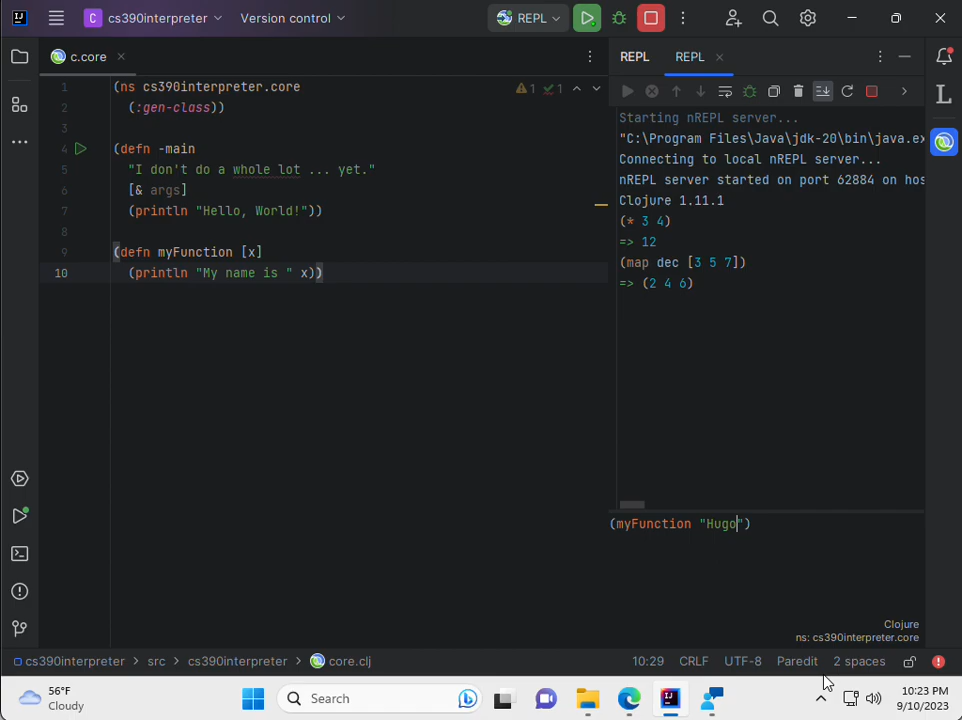 C cs390interpreter Version control REPL
c.core
REPL REPL
1 (ns cs390interpreter.core
2 (:gen-class))
3
4 (defn -main
5 "I don't do a whole lot ... yet."
6 [& args]
7 (println "Hello, World!"))
8
9 (defn myFunction [x]
10 (println "My name is " x))
1 1
Starting nREPL server...
"C:\Program Files\Java\jdk-20\bin\java.ex
Connecting to local nREPL server...
nREPL server started on port 62884 on hos
Clojure 1.11.1
(* 3 4)
=> 12
(map dec [3 5 7])
=> (2 4 6)
(myFunction "Hugo")
Clojure
ns: cs390interpreter.core
cs390interpreter > src > cs390interpreter > core.clj 10:29 CRLF UTF-8 Paredit 2 spaces
56°F
Cloudy
Search
10:23 PM
9/10/2023